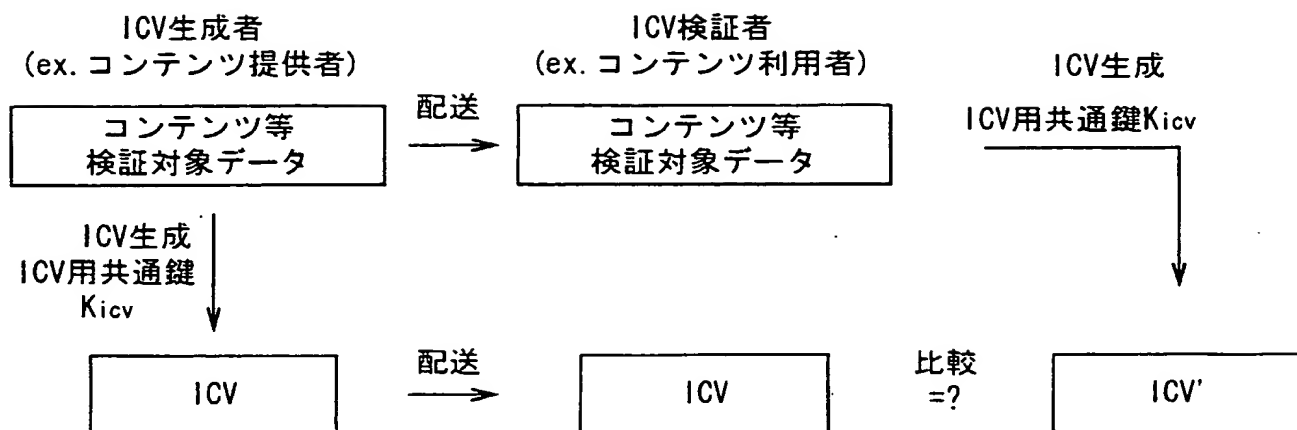 ICV生成者
(ex.コンテンツ提供者)
コンテンツ等
検証対象データ
配送
ICV検証者
(ex.コンテンツ利用者)
コンテンツ等
検証対象データ
ICV生成
ICV用共通鍵Kicv
ICV生成
ICV用共通鍵
Kicv
ICV
配送
ICV
比較
=?
ICV'